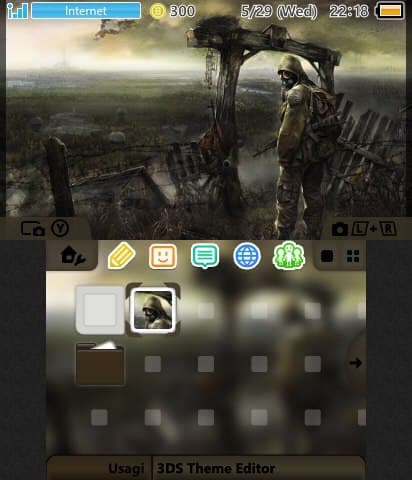 Internet 300 5/29 (Wed) 22:18
Y L + R
Usagi 3DS Theme Editor